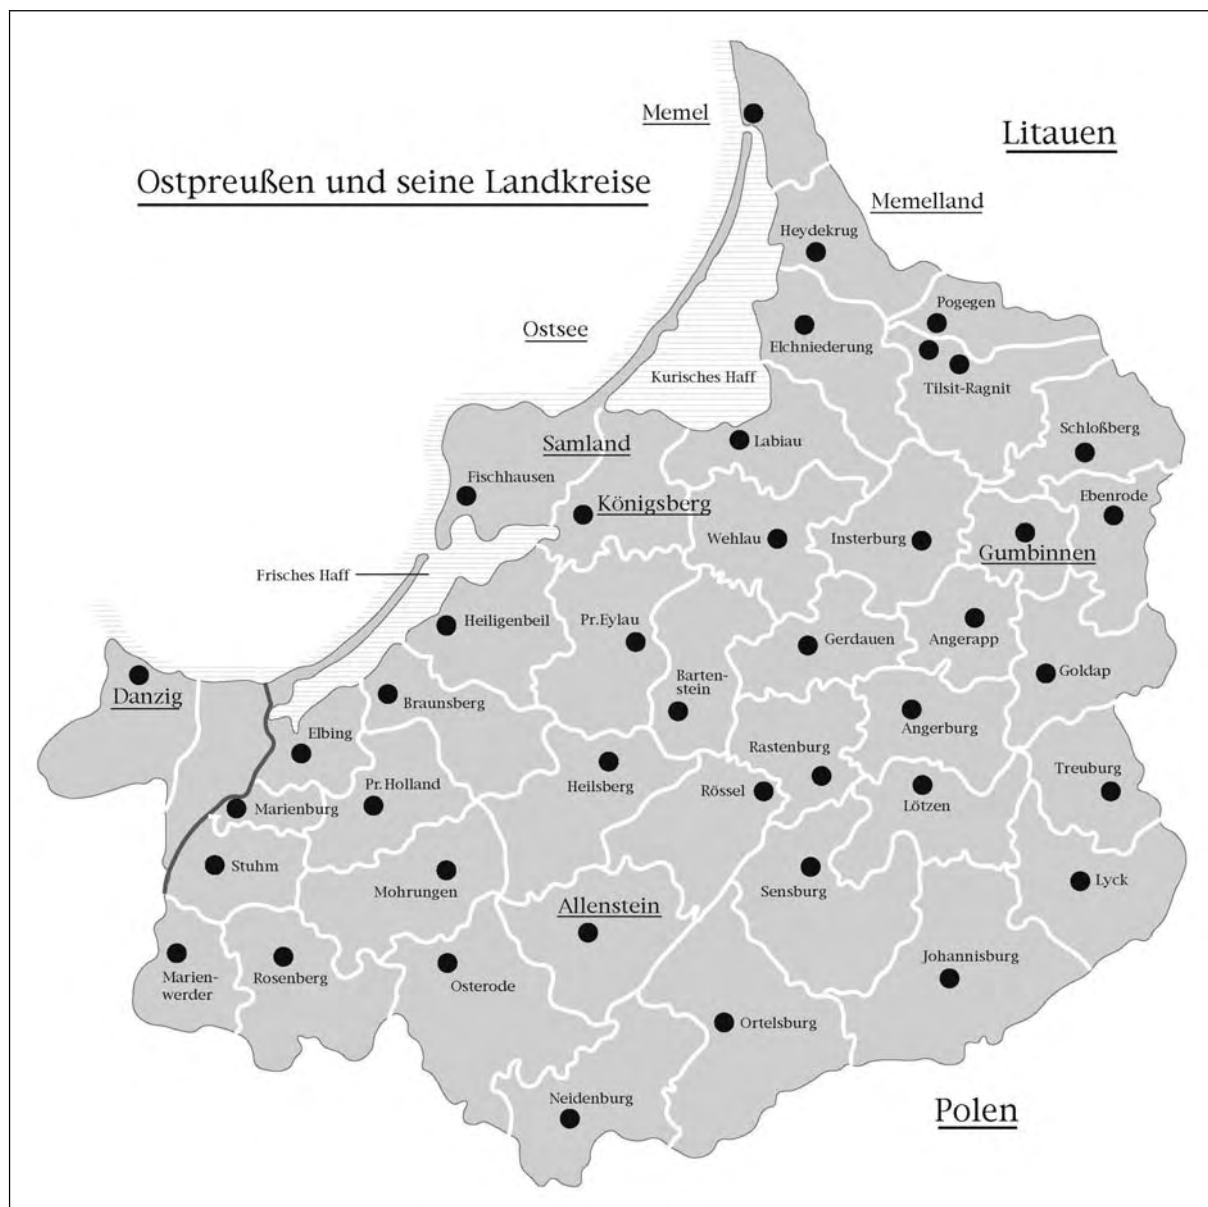 Memel
Litauen
Ostpreußen und seine Landkreise
Memelland
Heydekrug
Pogegen
Ostsee
Elchniederung
Kurisches Haff
Tilsit-Ragnit
Schloßberg
Samland
Labiau
Fischhausen
Ebenrode
Königsberg
Wehlau
Insterburg
Gumbinnen
Frisches Haff
Heiligenbeil
Pr.Eylau
Gerdauen
Angerapp
Goldap
Barten-
stein
Danzig
Braunsberg
Angerburg
Elbing
Rastenburg
Treuburg
Pr.Holland
Heilsberg
Rössel
Lötzen
Marienburg
Stuhm
Mohrungen
Sensburg
Lyck
Allenstein
Johannisburg
Marien-
werder
Rosenberg
Osterode
Ortelsburg
Neidenburg
Polen